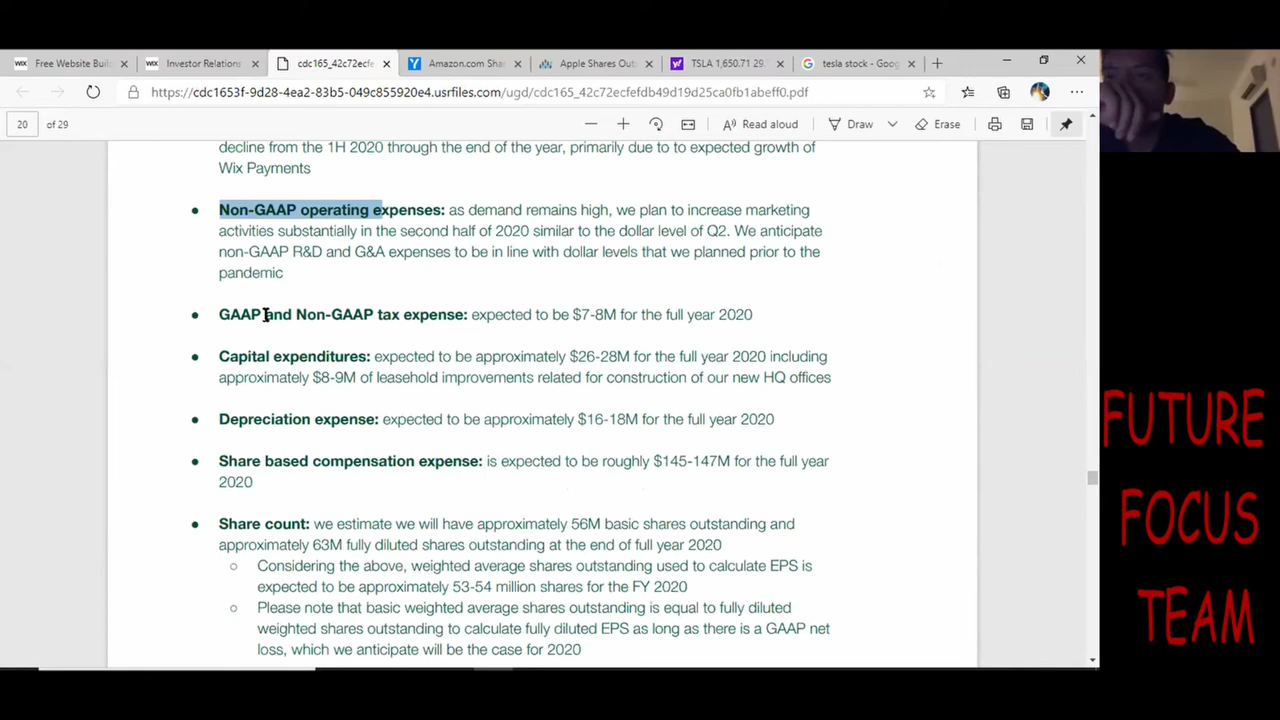 WIX Free Website Buil
WIX Investor Relations
cdc165_42c72ecfe
Amazon.com Shar
Apple Shares Outs
TSLA 1,650.71 29.
tesla stock - Goog
https://cdc1653f-9d28-4ea2-83b5-049c855920e4.usrfiles.com/ugd/cdc165_42c72ecfefdb49d19d25ca0fb1abeff0.pdf
20 of 29
Read aloud
Draw
Erase
decline from the 1H 2020 through the end of the year, primarily due to to expected growth of
Wix Payments
● Non-GAAP operating expenses: as demand remains high, we plan to increase marketing
activities substantially in the second half of 2020 similar to the dollar level of Q2. We anticipate
non-GAAP R&D and G&A expenses to be in line with dollar levels that we planned prior to the
pandemic
● GAAP and Non-GAAP tax expense: expected to be $7-8M for the full year 2020
● Capital expenditures: expected to be approximately $26-28M for the full year 2020 including
approximately $8-9M of leasehold improvements related for construction of our new HQ offices
● Depreciation expense: expected to be approximately $16-18M for the full year 2020
● Share based compensation expense: is expected to be roughly $145-147M for the full year
2020
● Share count: we estimate we will have approximately 56M basic shares outstanding and
approximately 63M fully diluted shares outstanding at the end of full year 2020
○ Considering the above, weighted average shares outstanding used to calculate EPS is
expected to be approximately 53-54 million shares for the FY 2020
○ Please note that basic weighted average shares outstanding is equal to fully diluted
weighted shares outstanding to calculate fully diluted EPS as long as there is a GAAP net
loss, which we anticipate will be the case for 2020
FUTURE
FOCUS
TEAM